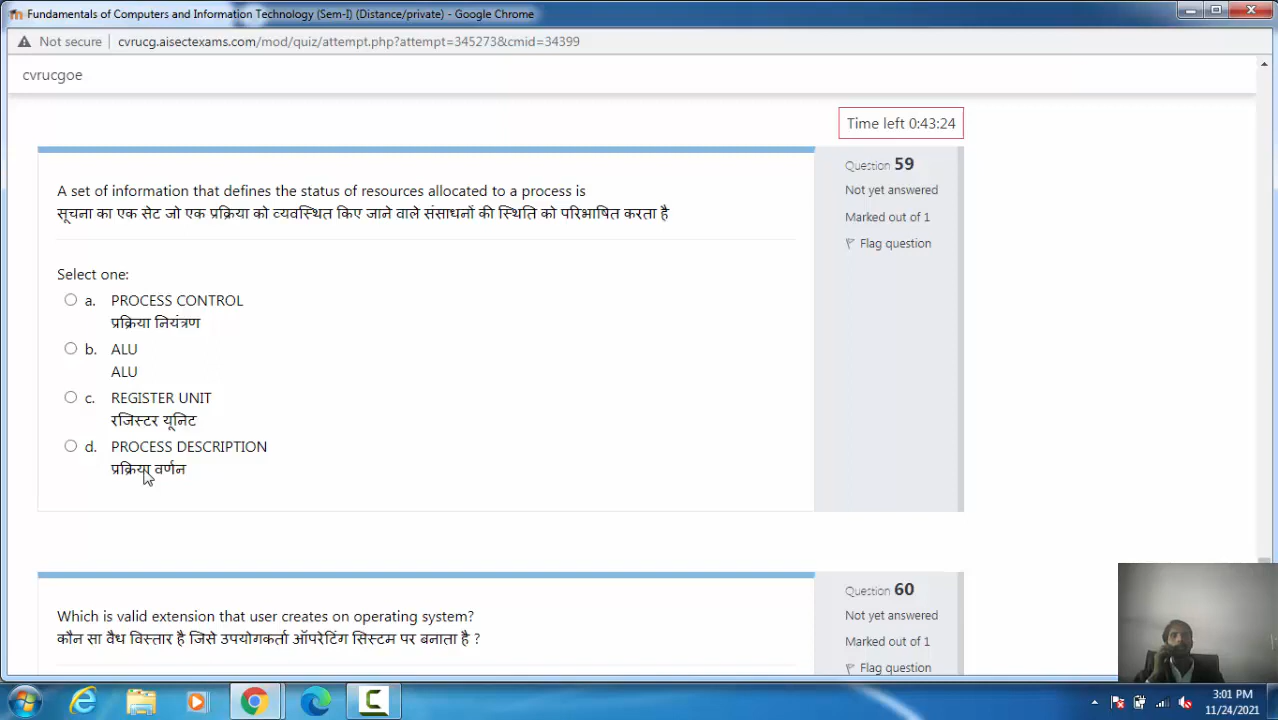 Fundamentals of Computers and Information Technology (Sem-I) (Distance/private) - Google Chrome
Not secure | cvrucg.aisectexams.com/mod/quiz/attempt.php?attempt=345273&cmid=34399
cvrucgoe
Time left 0:43:24
A set of information that defines the status of resources allocated to a process is
सूचना का एक सेट जो एक प्रक्रिया को व्यवस्थित किए जाने वाले संसाधनों की स्थिति को परिभाषित करता है
Question 59
Not yet answered
Marked out of 1
Flag question
Select one:
a. PROCESS CONTROL
प्रक्रिया नियंत्रण
b. ALU
ALU
c. REGISTER UNIT
रजिस्टर यूनिट
d. PROCESS DESCRIPTION
प्रक्रिया वर्णन
Which is valid extension that user creates on operating system?
कौन सा वैध विस्तार है जिसे उपयोगकर्ता ऑपरेटिंग सिस्टम पर बनाता है ?
Question 60
Not yet answered
Marked out of 1
Flag question
3:01 PM
11/24/2021